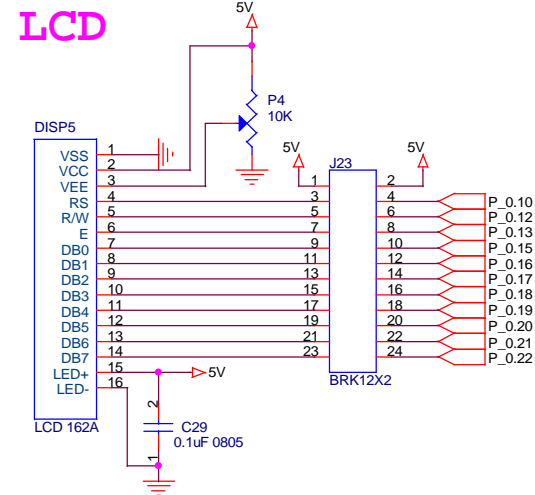 LCD
5V
P4
10K
DISP5
5V
J23
5V
VSS 1
VCC 2
VEE 3
RS 4
R/W 5
E 6
DB0 7
DB1 8
DB2 9
DB3 10
DB4 11
DB5 12
DB6 13
DB7 14
LED+ 15
LED- 16
1 2
3 4 P_0.10
5 6 P_0.12
7 8 P_0.13
9 10 P_0.15
11 12 P_0.16
13 14 P_0.17
15 16 P_0.18
17 18 P_0.19
19 20 P_0.20
21 22 P_0.21
23 24 P_0.22
5V
BRK12X2
LCD 162A
2
C29
0.1uF 0805
1